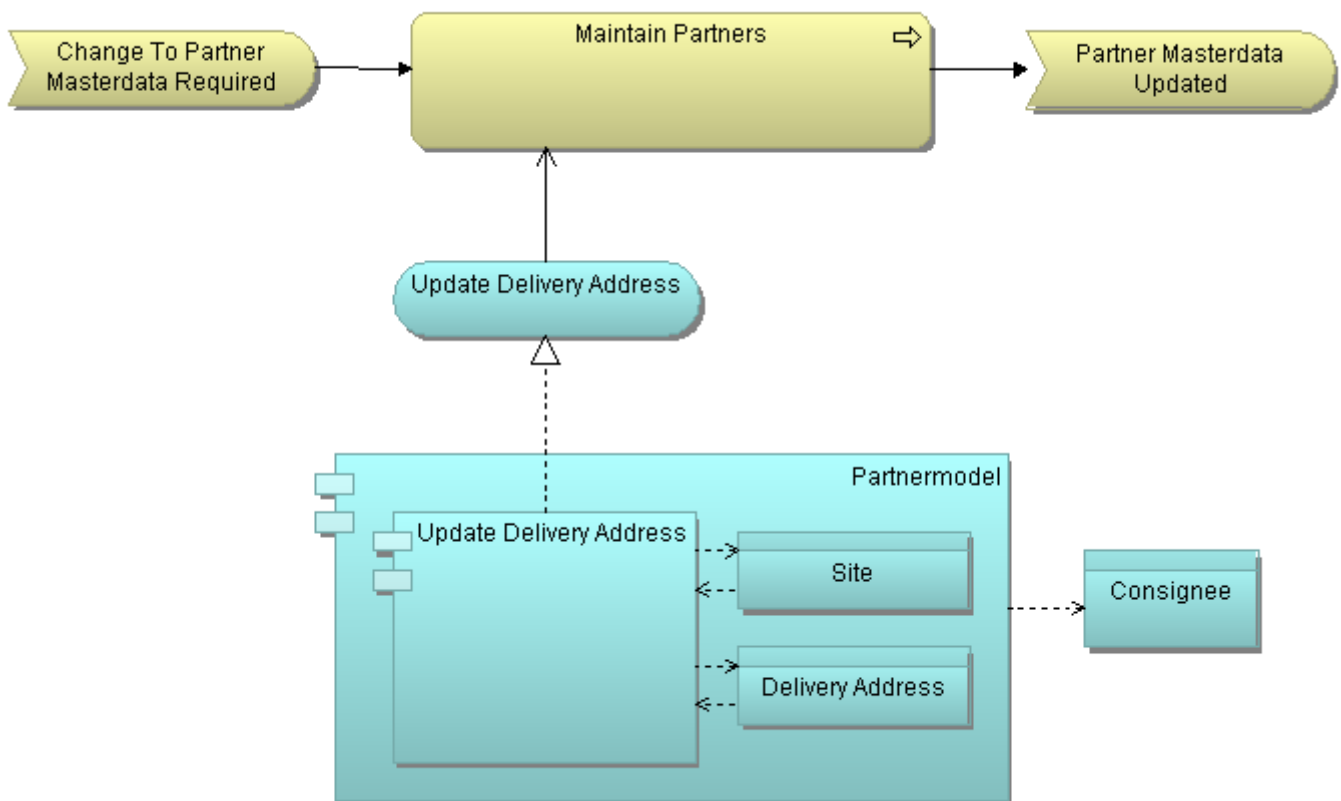 Change To Partner
Masterdata Required
Maintain Partners
Partner Masterdata
Updated
Update Delivery Address
Partnermodel
Update Delivery Address
Site
Consignee
Delivery Address